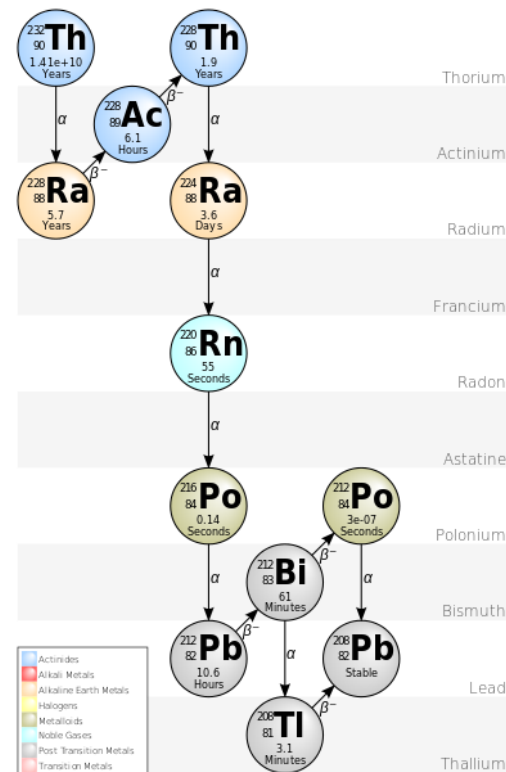 232
90
Th
1.41e+10
Years
228
90
Th
1.9
Years
Thorium
α
β⁻
α
228
89
Ac
6.1
Hours
Actinium
β⁻
228
88
Ra
5.7
Years
224
88
Ra
3.6
Days
Radium
α
Francium
220
86
Rn
55
Seconds
Radon
α
Astatine
216
84
Po
0.14
Seconds
212
84
Po
3e-07
Seconds
Polonium
α
β⁻
α
212
83
Bi
61
Minutes
Bismuth
β⁻
212
82
Pb
10.6
Hours
α
208
82
Pb
Stable
Lead
β⁻
208
81
Tl
3.1
Minutes
Thallium
Actinides
Alkali Metals
Alkaline Earth Metals
Halogens
Metalloids
Noble Gases
Post Transition Metals
Transition Metals